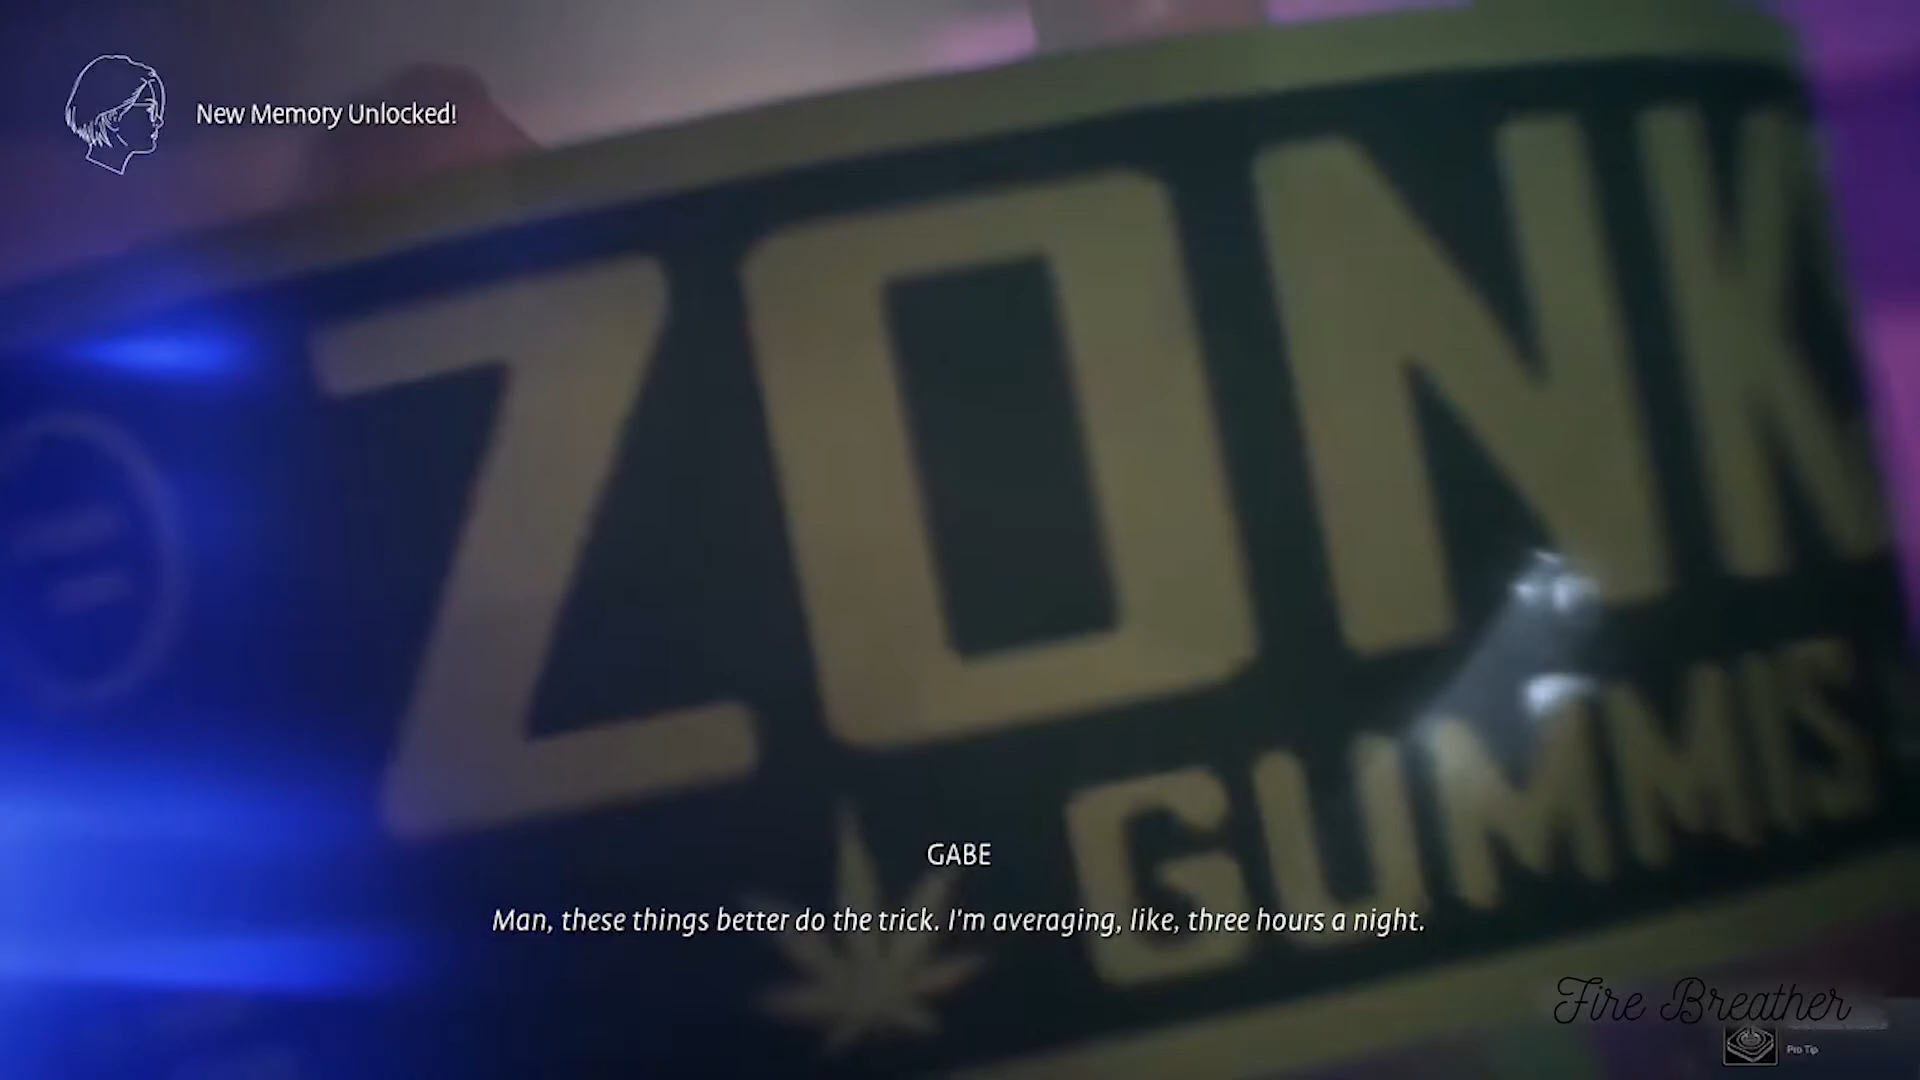 New Memory Unlocked!
ZONK
GUMMIS
GABE
Man, these things better do the trick. I'm averaging, like, three hours a night.
Fire Breather
Pro Tip